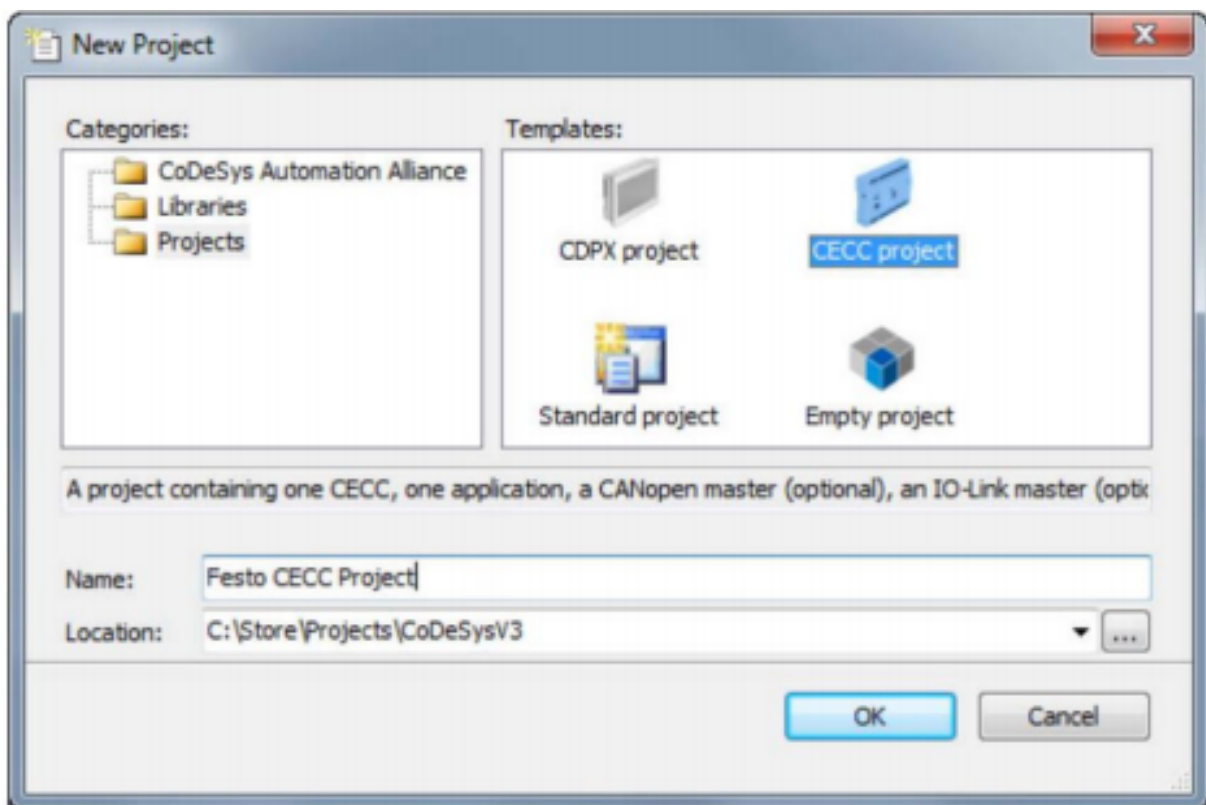 New Project
Categories:
Templates:
CoDeSys Automation Alliance
Libraries
Projects
CDPX project
CECC project
Standard project
Empty project
A project containing one CECC, one application, a CANopen master (optional), an IO-Link master (optic
Name:
Festo CECC Project
Location:
C:\Store\Projects\CoDeSysV3
...
OK
Cancel